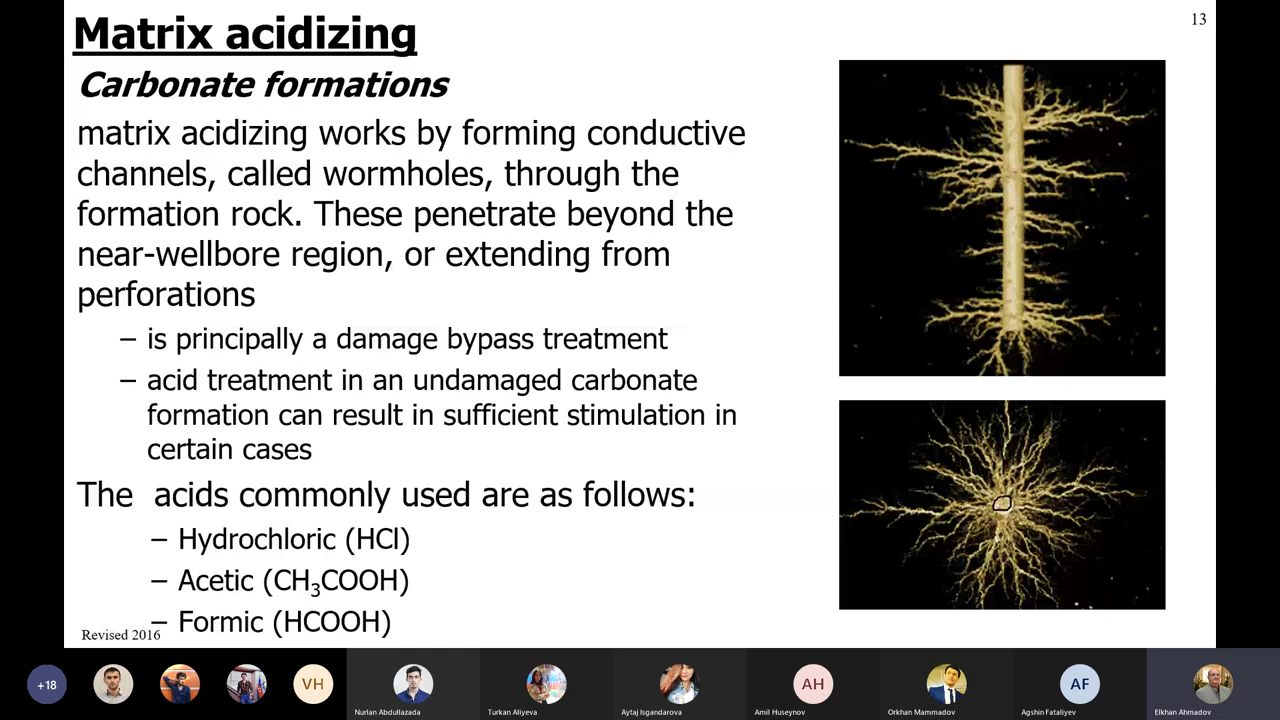 Matrix acidizing
13
Carbonate formations
matrix acidizing works by forming conductive
channels, called wormholes, through the
formation rock. These penetrate beyond the
near-wellbore region, or extending from
perforations
– is principally a damage bypass treatment
– acid treatment in an undamaged carbonate
formation can result in sufficient stimulation in
certain cases
The acids commonly used are as follows:
– Hydrochloric (HCl)
– Acetic (CH₃COOH)
– Formic (HCOOH)
Revised 2016
+18
VH
Nurlan Abdullazada
Turkan Aliyeva
Aytaj Isgandarova
AH
Amil Huseynov
Orkhan Mammadov
AF
Agshin Fataliyev
Elkhan Ahmadov